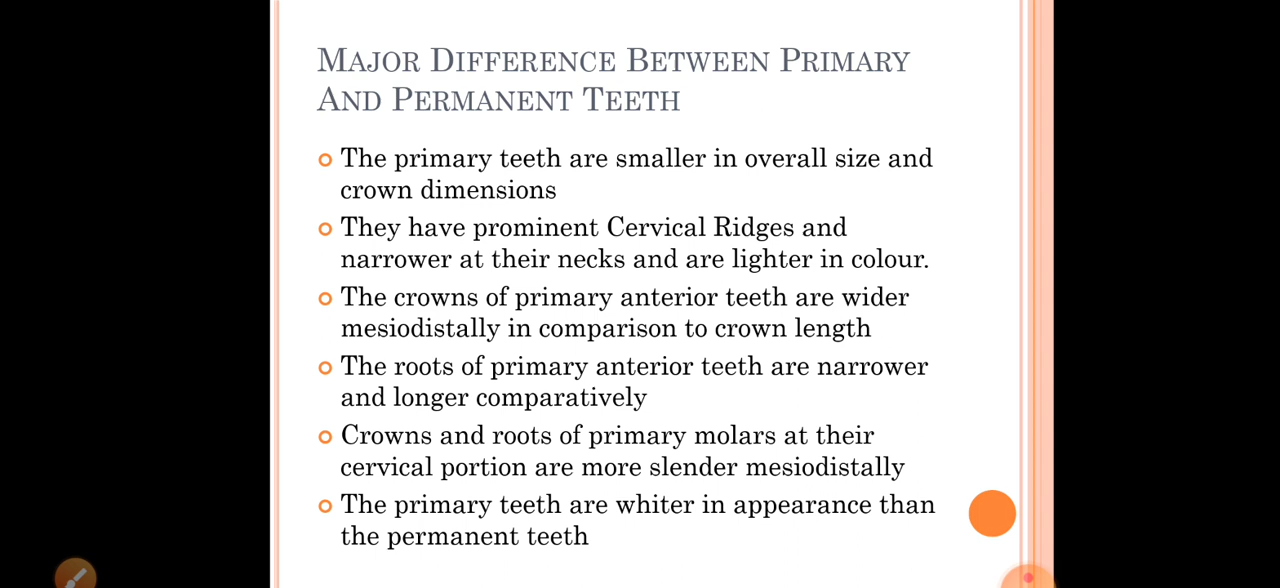 Major Difference Between Primary
And Permanent Teeth
The primary teeth are smaller in overall size and
crown dimensions
They have prominent Cervical Ridges and
narrower at their necks and are lighter in colour.
The crowns of primary anterior teeth are wider
mesiodistally in comparison to crown length
The roots of primary anterior teeth are narrower
and longer comparatively
Crowns and roots of primary molars at their
cervical portion are more slender mesiodistally
The primary teeth are whiter in appearance than
the permanent teeth